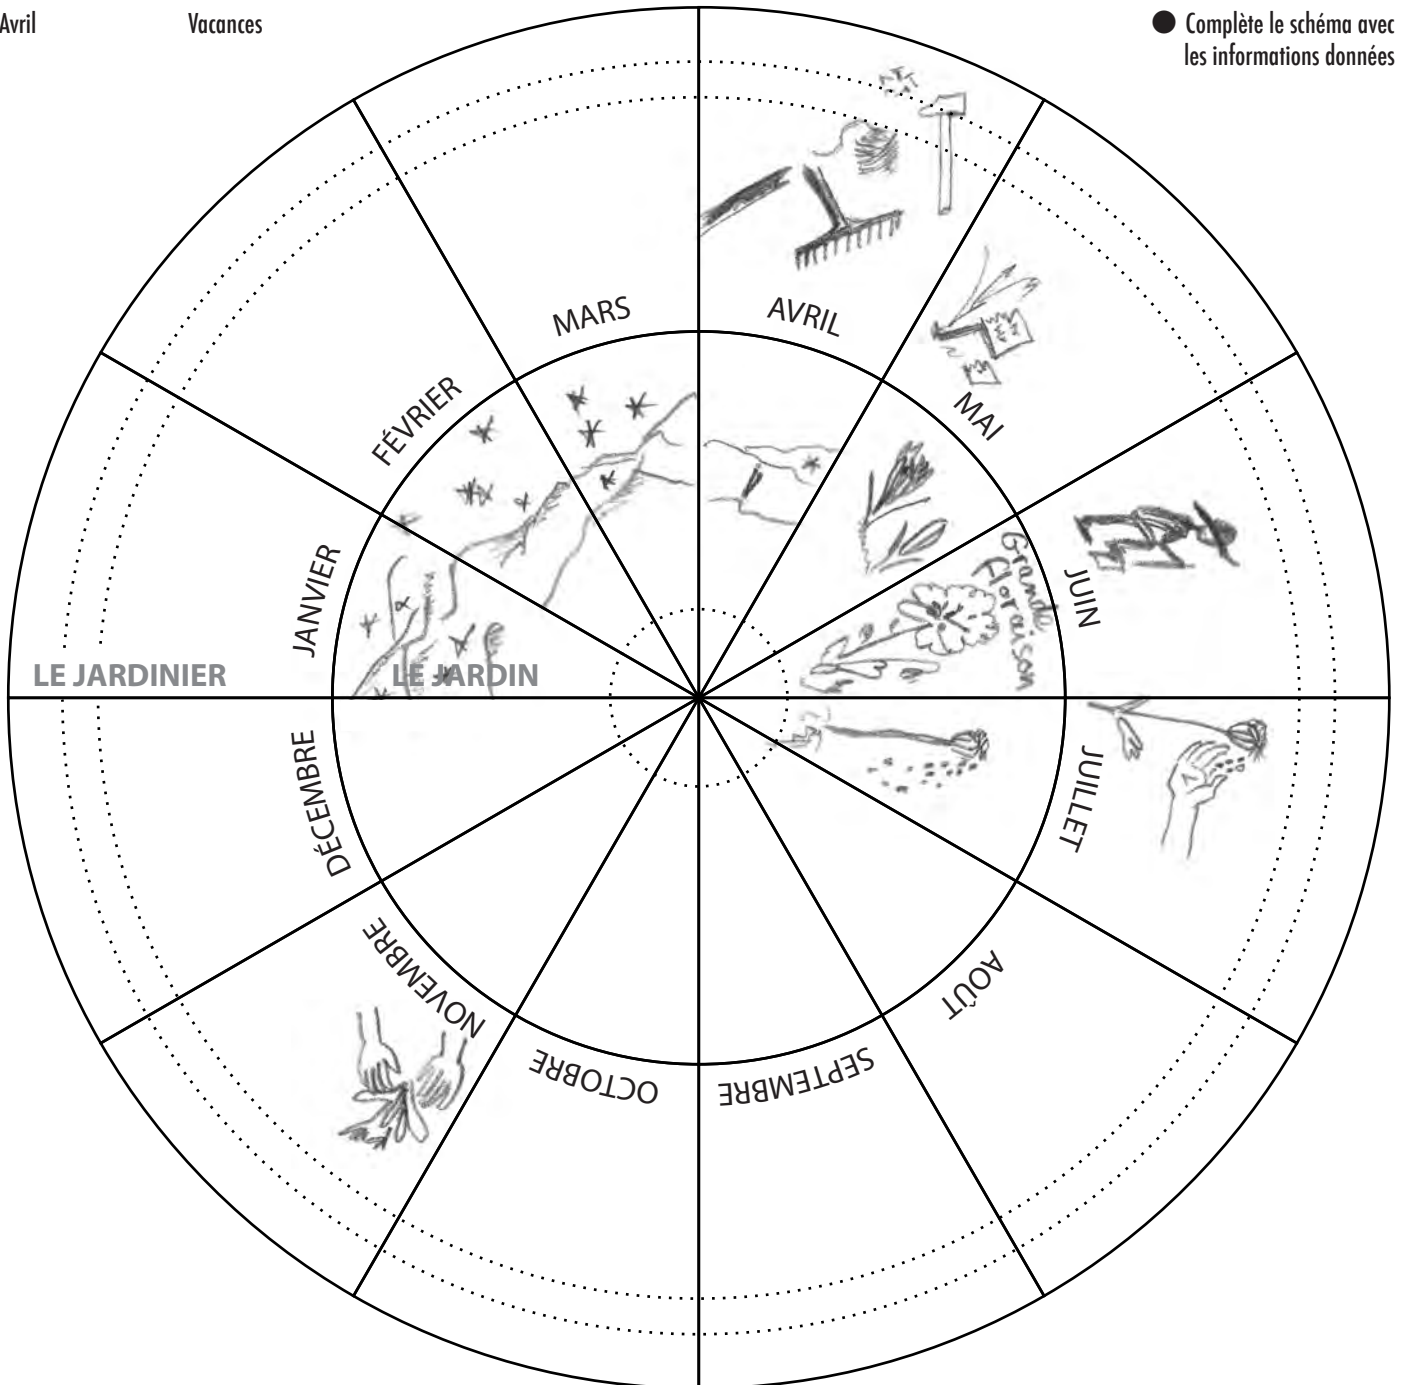 Avril
Vacances
● Complète le schéma avec
les informations données
MARS
AVRIL
FÉVRIER
MAI
JANVIER
Grande
floraison
JUIN
LE JARDINIER
LE JARDIN
DÉCEMBRE
JUILLET
NOVEMBRE
AOÛT
OCTOBRE
SEPTEMBRE